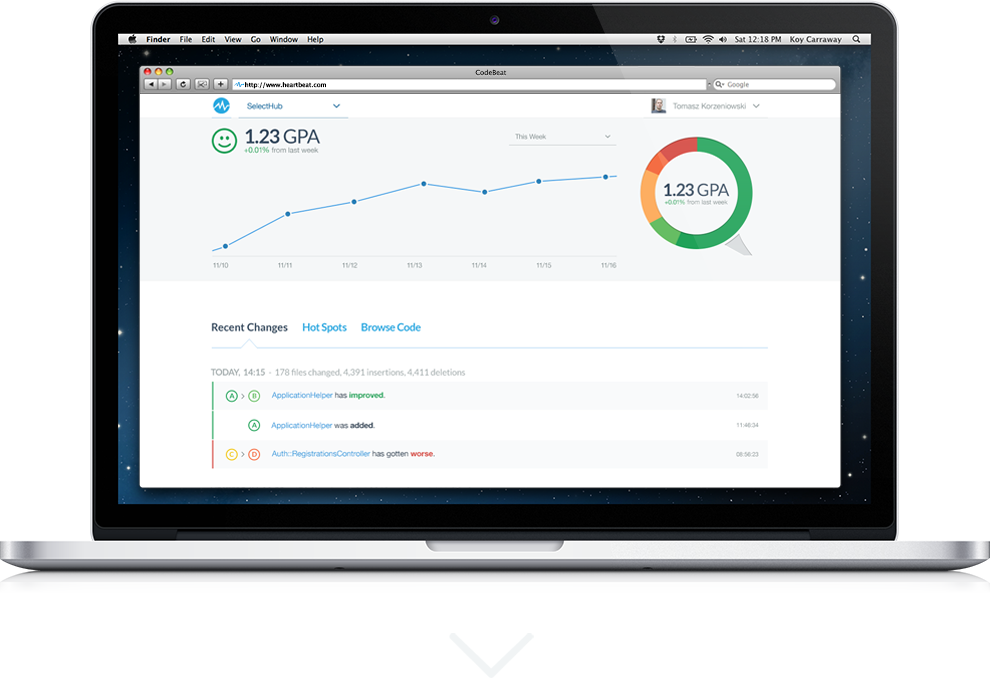 Finder File Edit View Go Window Help Sat 12:18 PM Koy Carraway
CodeBeat
http://www.heartbeat.com Google
SelectHub Tomasz Korzeniowski
1.23 GPA
+0.01% from last week
This Week
1.23 GPA
+0.01% from last week
11/10 11/11 11/12 11/13 11/14 11/15 11/16
Recent Changes Hot Spots Browse Code
TODAY, 14:15 - 178 files changed, 4,391 insertions, 4,411 deletions
A > B ApplicationHelper has improved. 14:02:56
A ApplicationHelper was added. 11:46:34
C > D Auth::RegistrationsController has gotten worse. 08:56:23